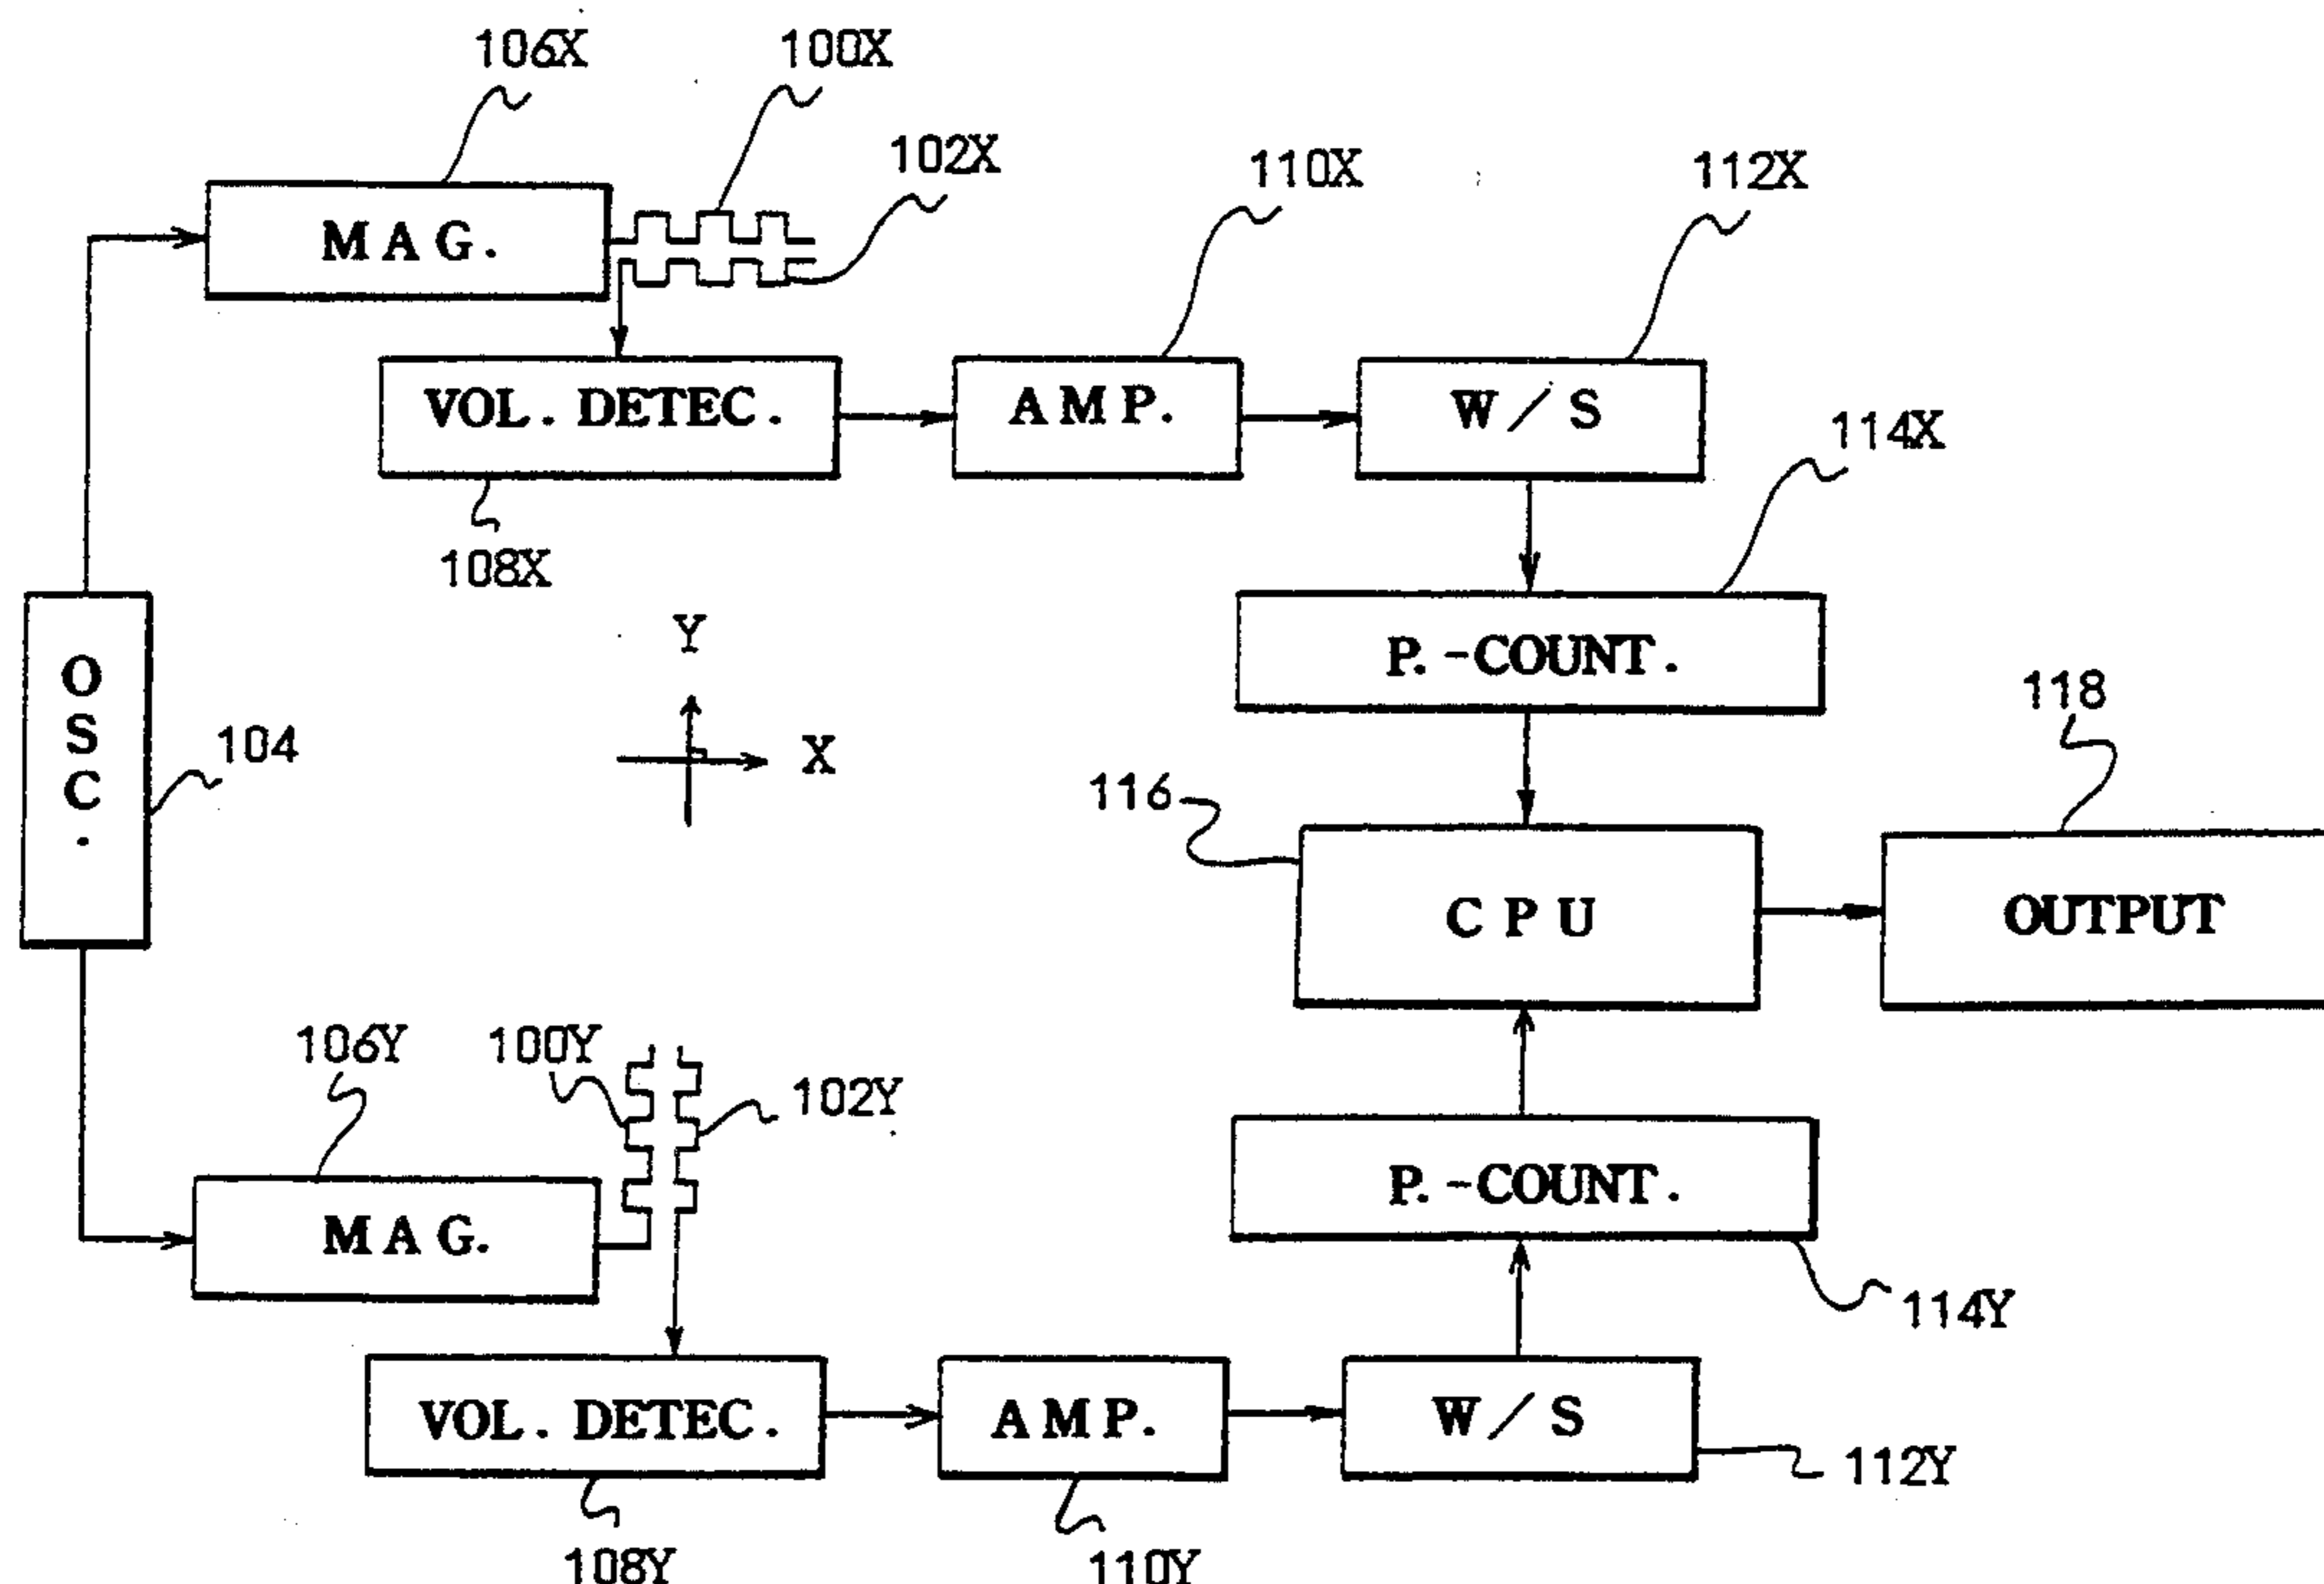 106X
100X
102X
110X
112X
MAG.
VOL. DETEC.
AMP.
W/S
114X
108X
OSC.
104
Y
X
P.-COUNT.
118
116
CPU
OUTPUT
106Y
100Y
102Y
P.-COUNT.
MAG.
114Y
VOL. DETEC.
AMP.
W/S
112Y
108Y
110Y